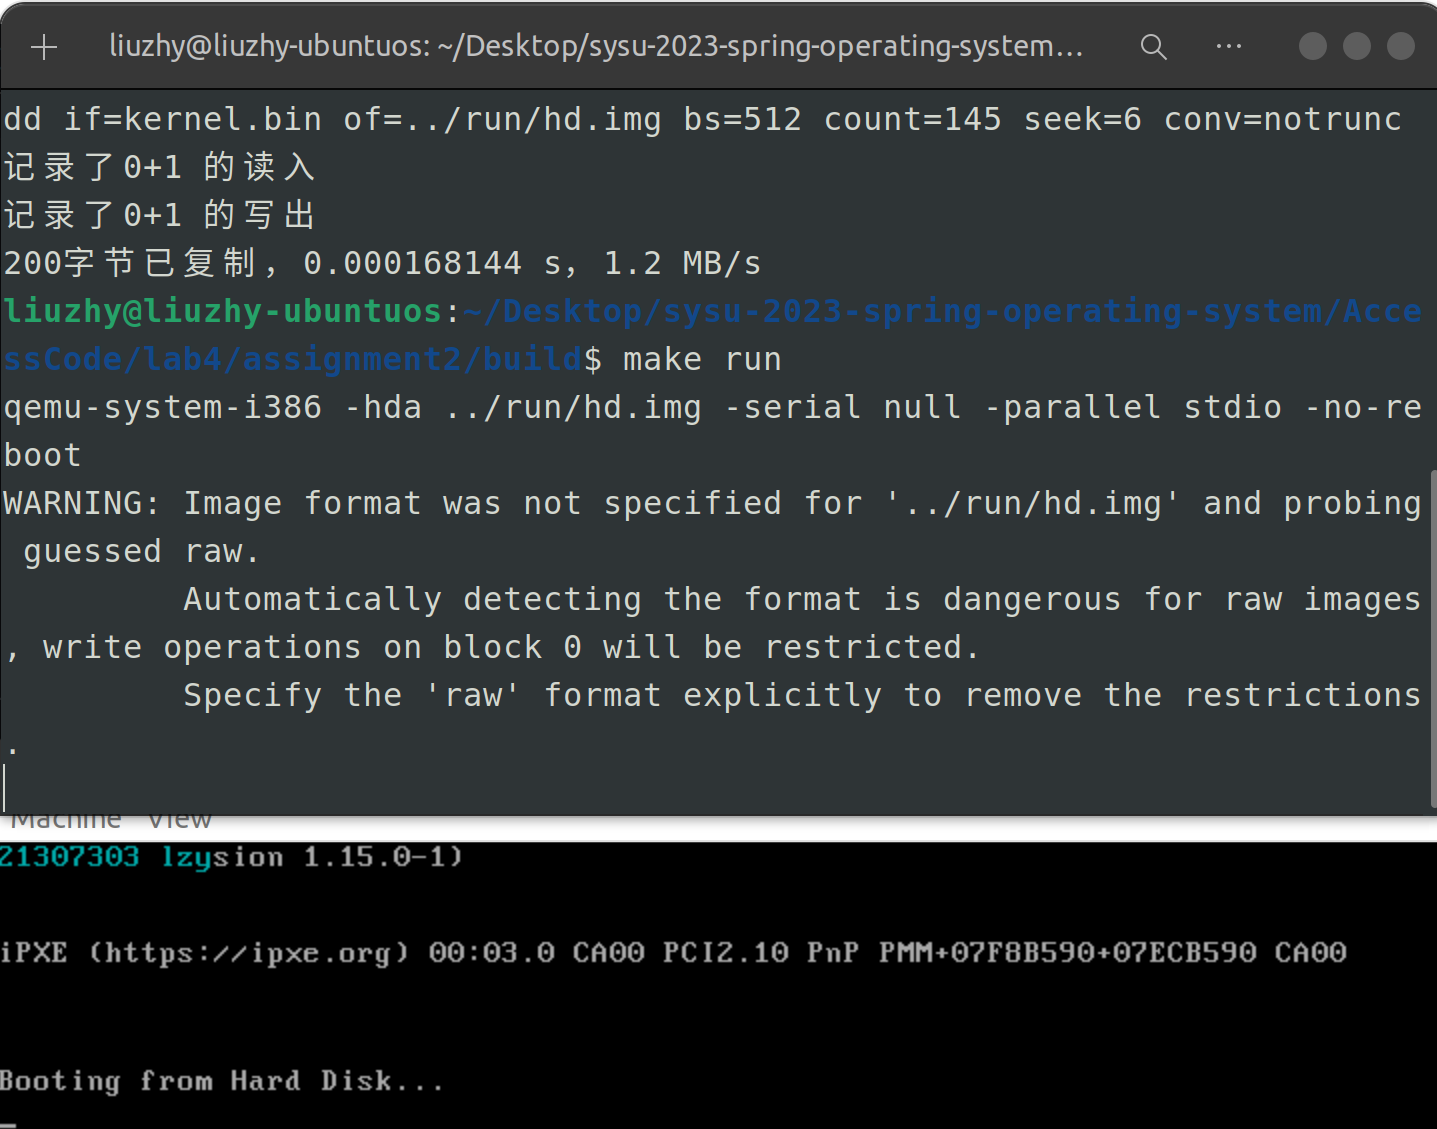 liuzhy@liuzhy-ubuntuos: ~/Desktop/sysu-2023-spring-operating-system...
dd if=kernel.bin of=../run/hd.img bs=512 count=145 seek=6 conv=notrunc
记录了0+1 的读入
记录了0+1 的写出
200字节已复制，0.000168144 s，1.2 MB/s
liuzhy@liuzhy-ubuntuos:~/Desktop/sysu-2023-spring-operating-system/Acce
ssCode/lab4/assignment2/build$ make run
qemu-system-i386 -hda ../run/hd.img -serial null -parallel stdio -no-re
boot
WARNING: Image format was not specified for '../run/hd.img' and probing
 guessed raw.
         Automatically detecting the format is dangerous for raw images
, write operations on block 0 will be restricted.
         Specify the 'raw' format explicitly to remove the restrictions
.
Machine View
21307303 lzysion 1.15.0-1)
iPXE (https://ipxe.org) 00:03.0 CA00 PCI2.10 PnP PMM+07F8B590+07ECB590 CA00
Booting from Hard Disk...